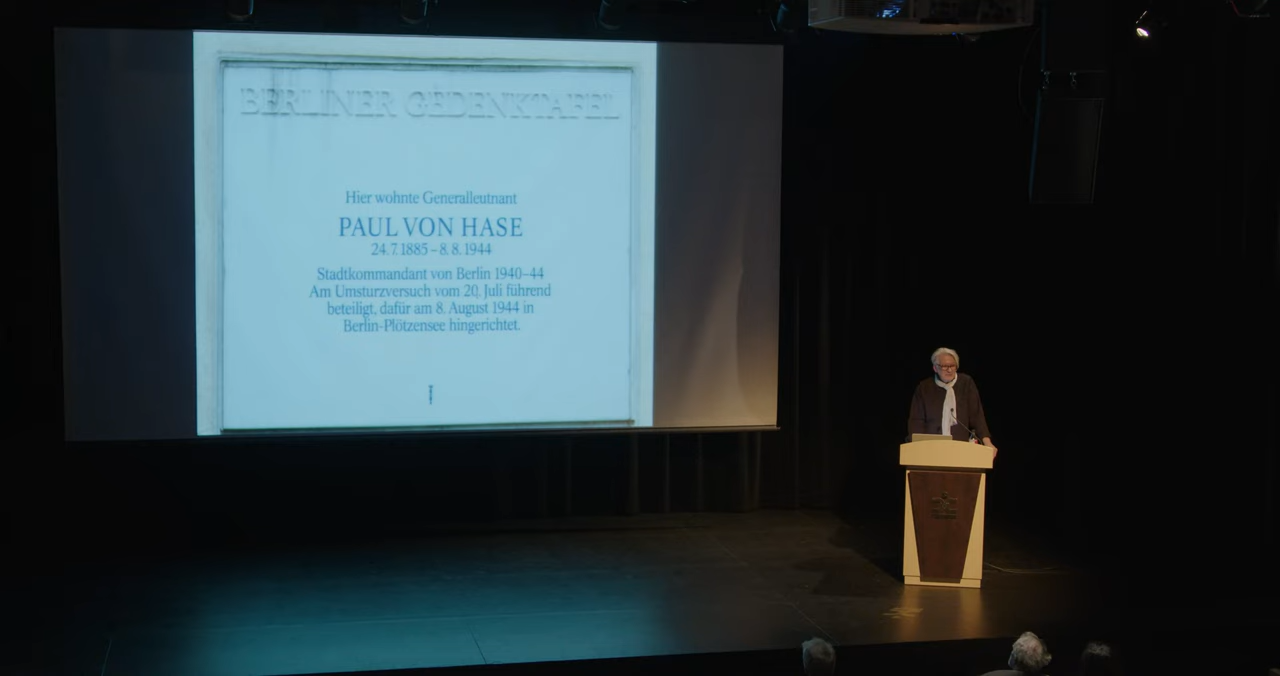 BERLINER GEDENKTAFEL
Hier wohnte Generalleutnant
PAUL VON HASE
24.7.1885 – 8.8.1944
Stadtkommandant von Berlin 1940–44
Am Umsturzversuch vom 20. Juli führend
beteiligt, dafür am 8. August 1944 in
Berlin-Plötzensee hingerichtet.